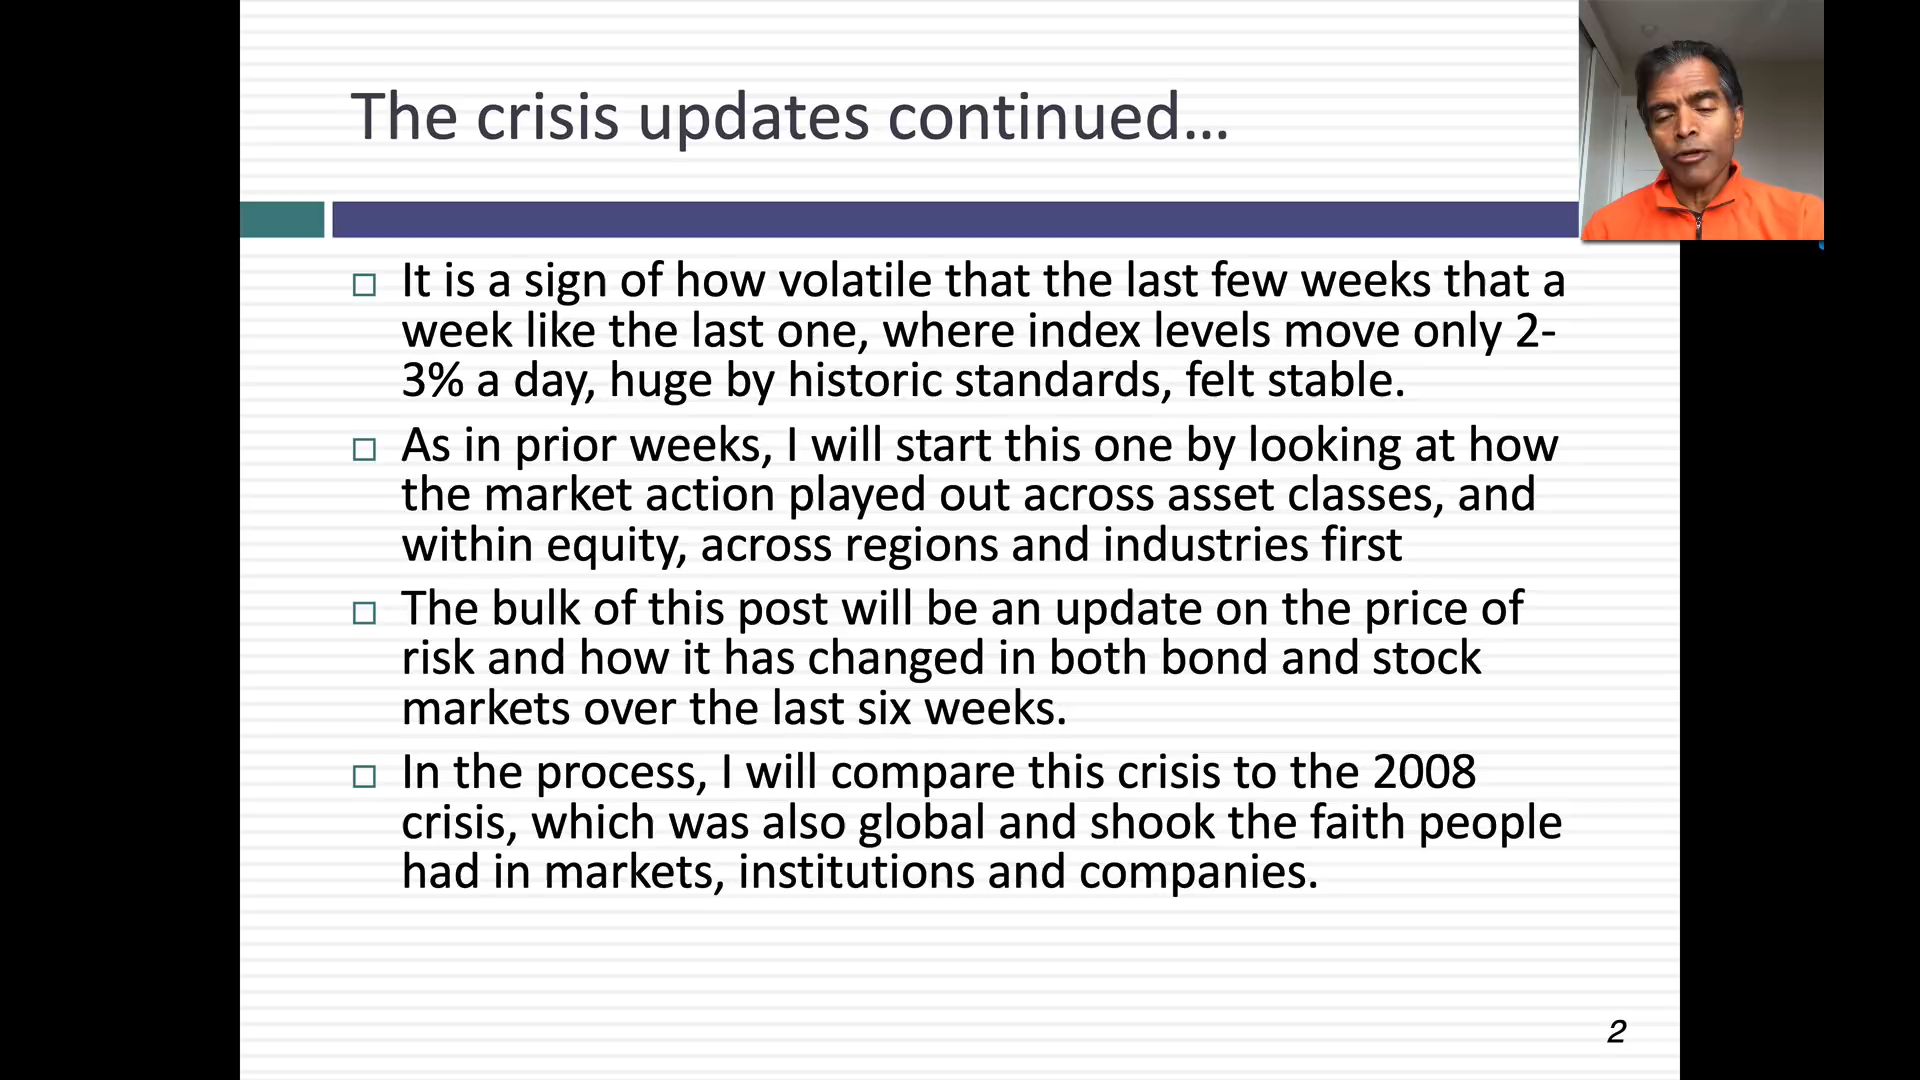 The crisis updates continued…
It is a sign of how volatile that the last few weeks that a
week like the last one, where index levels move only 2-
3% a day, huge by historic standards, felt stable.
As in prior weeks, I will start this one by looking at how
the market action played out across asset classes, and
within equity, across regions and industries first
The bulk of this post will be an update on the price of
risk and how it has changed in both bond and stock
markets over the last six weeks.
In the process, I will compare this crisis to the 2008
crisis, which was also global and shook the faith people
had in markets, institutions and companies.
2